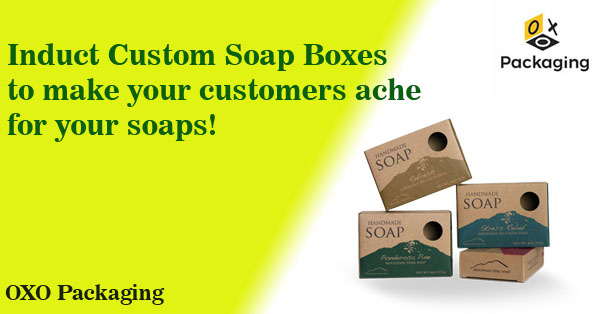 Induct Custom Soap Boxes
to make your customers ache
for your soaps!
OX
Packaging
HANDMADE
SOAP
Refresh
HANDMADE
SOAP
Ponderosa Pine
HANDMADE
SOAP
Stress Relief
OXO Packaging